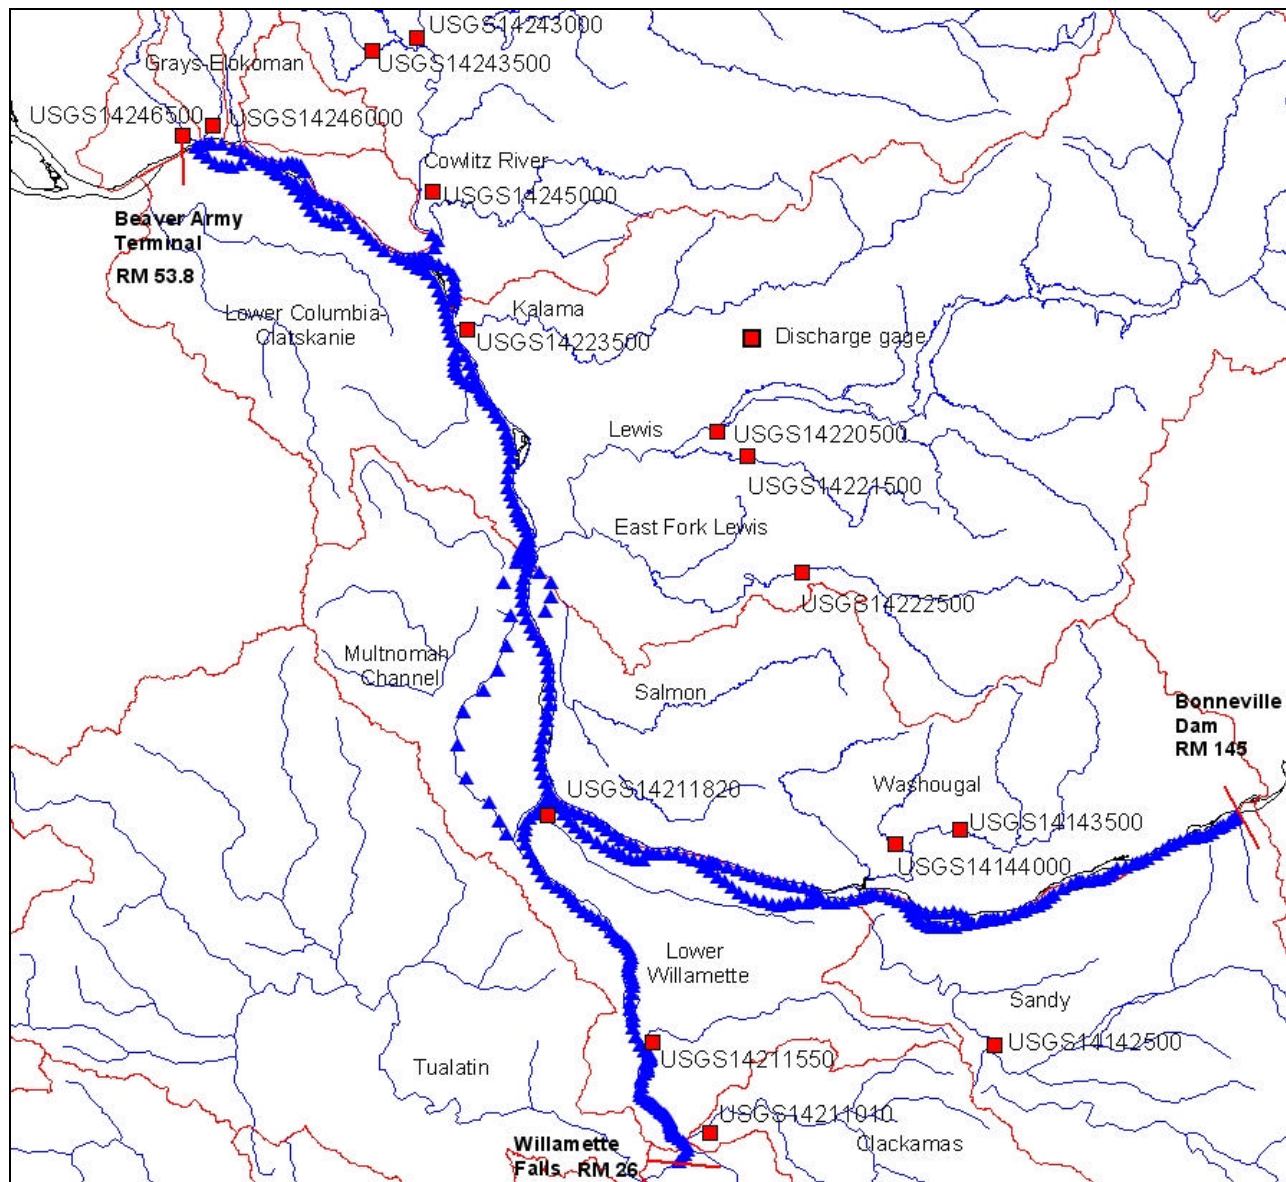 USGS14243000
Grays-Elokoman
USGS14243500
USGS14246500
USGS14246000
Cowlitz River
USGS14245000
Beaver Army
Terminal
RM 53.8
Lower Columbia-
Clatskanie
Kalama
USGS14223500
Discharge gage
Lewis
USGS14220500
USGS14221500
East Fork Lewis
USGS14222500
Multnomah
Channel
Salmon
Bonneville
Dam
RM 145
USGS14211820
Washougal
USGS14143500
USGS14144000
Lower
Willamette
Sandy
USGS14142500
Tualatin
USGS14211550
USGS14211010
Clackamas
Willamette
Falls RM 26